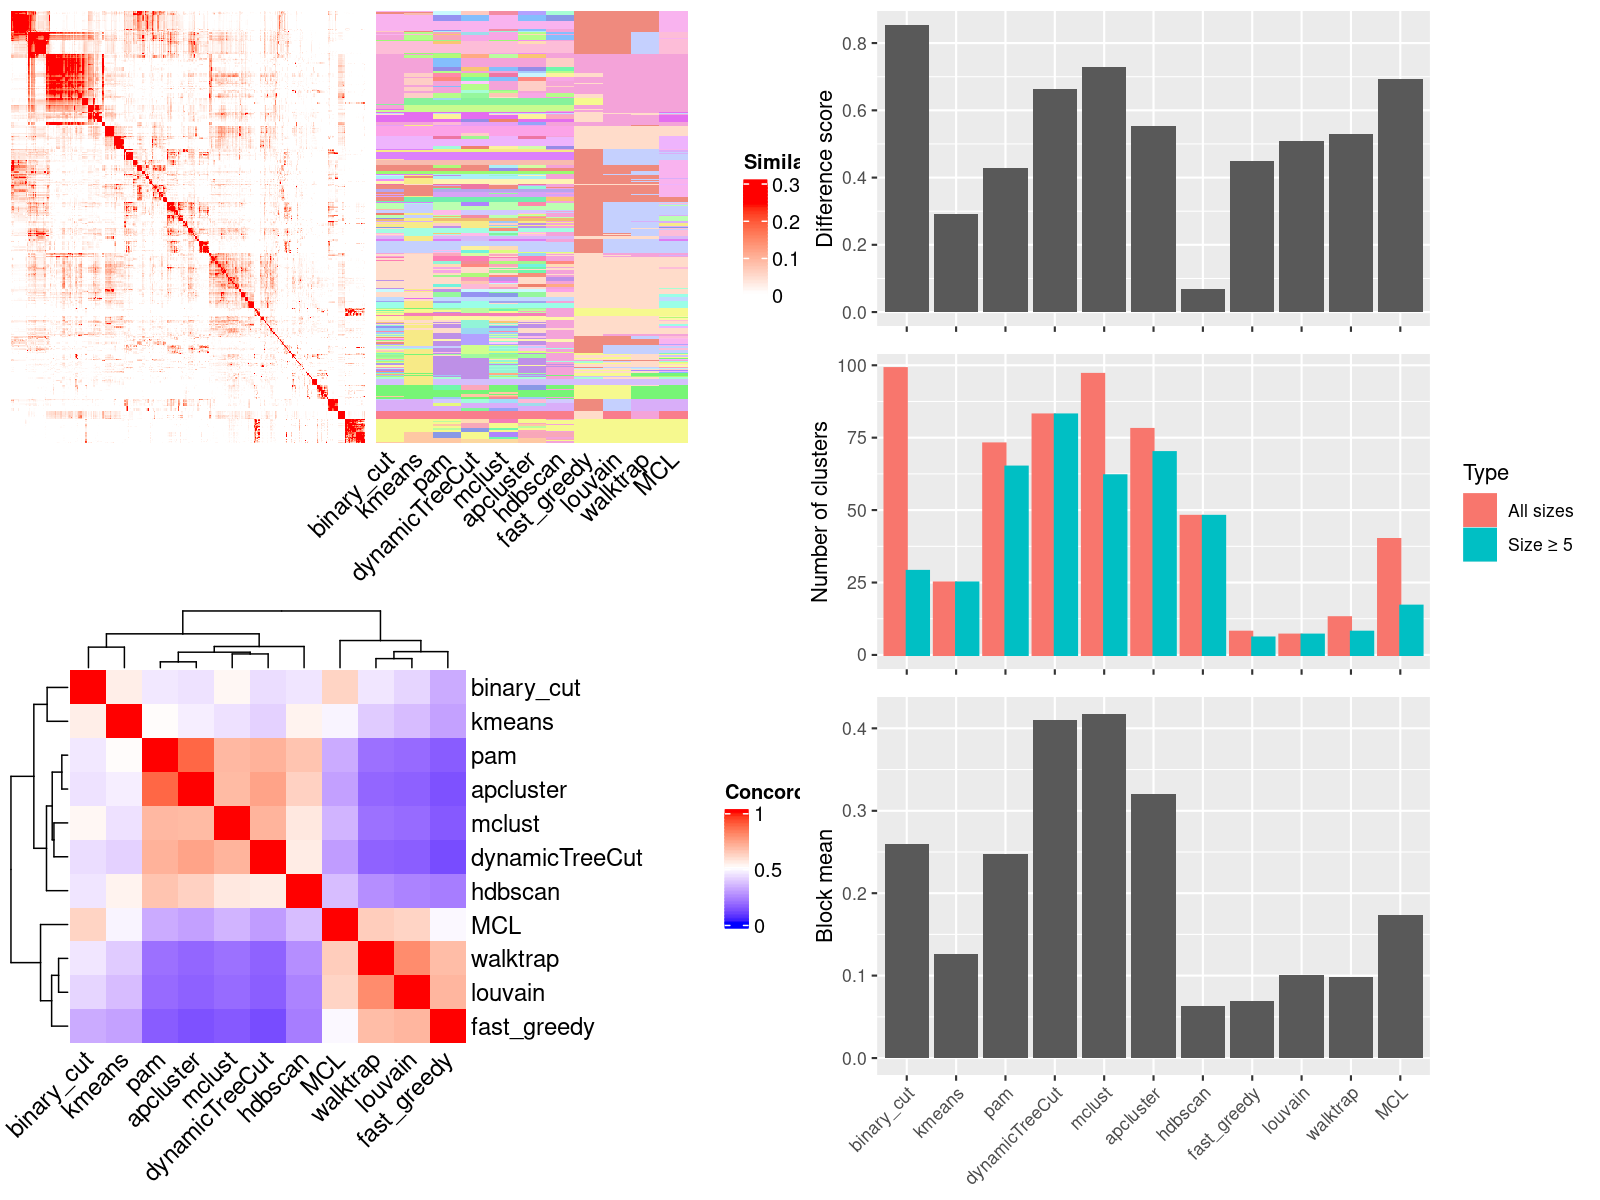 Simila
0.3
0.2
0.1
0
binary_cut
kmeans
pam
dynamicTreeCut
mclust
apcluster
hdbscan
fast_greedy
louvain
walktrap
MCL
binary_cut
kmeans
pam
apcluster
mclust
dynamicTreeCut
hdbscan
MCL
walktrap
louvain
fast_greedy
Concord
1
0.5
0
binary_cut
kmeans
pam
apcluster
mclust
dynamicTreeCut
hdbscan
MCL
walktrap
louvain
fast_greedy
Difference score
0.8
0.6
0.4
0.2
0.0
Number of clusters
100
75
50
25
0
Type
All sizes
Size ≥ 5
Block mean
0.4
0.3
0.2
0.1
0.0
binary_cut
kmeans
pam
dynamicTreeCut
mclust
apcluster
hdbscan
fast_greedy
louvain
walktrap
MCL